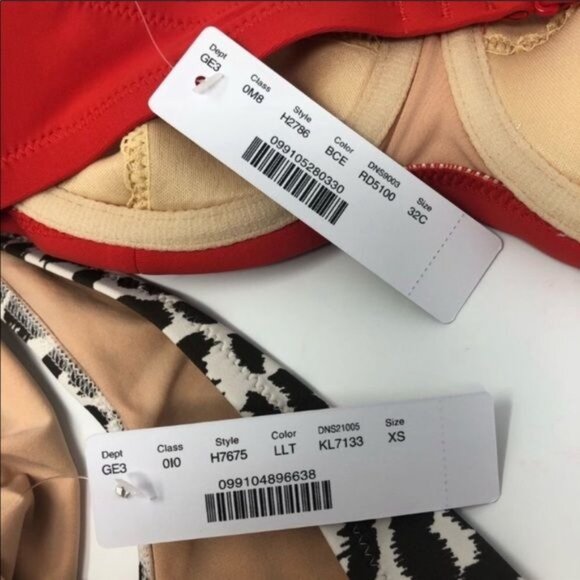 Dept Class Style Color DNS9003 Size
GE3 0M8 H2786 BCE RD5100 32C
099105280330
Dept Class Style Color DNS21005 Size
GE3 0I0 H7675 LLT KL7133 XS
099104896638